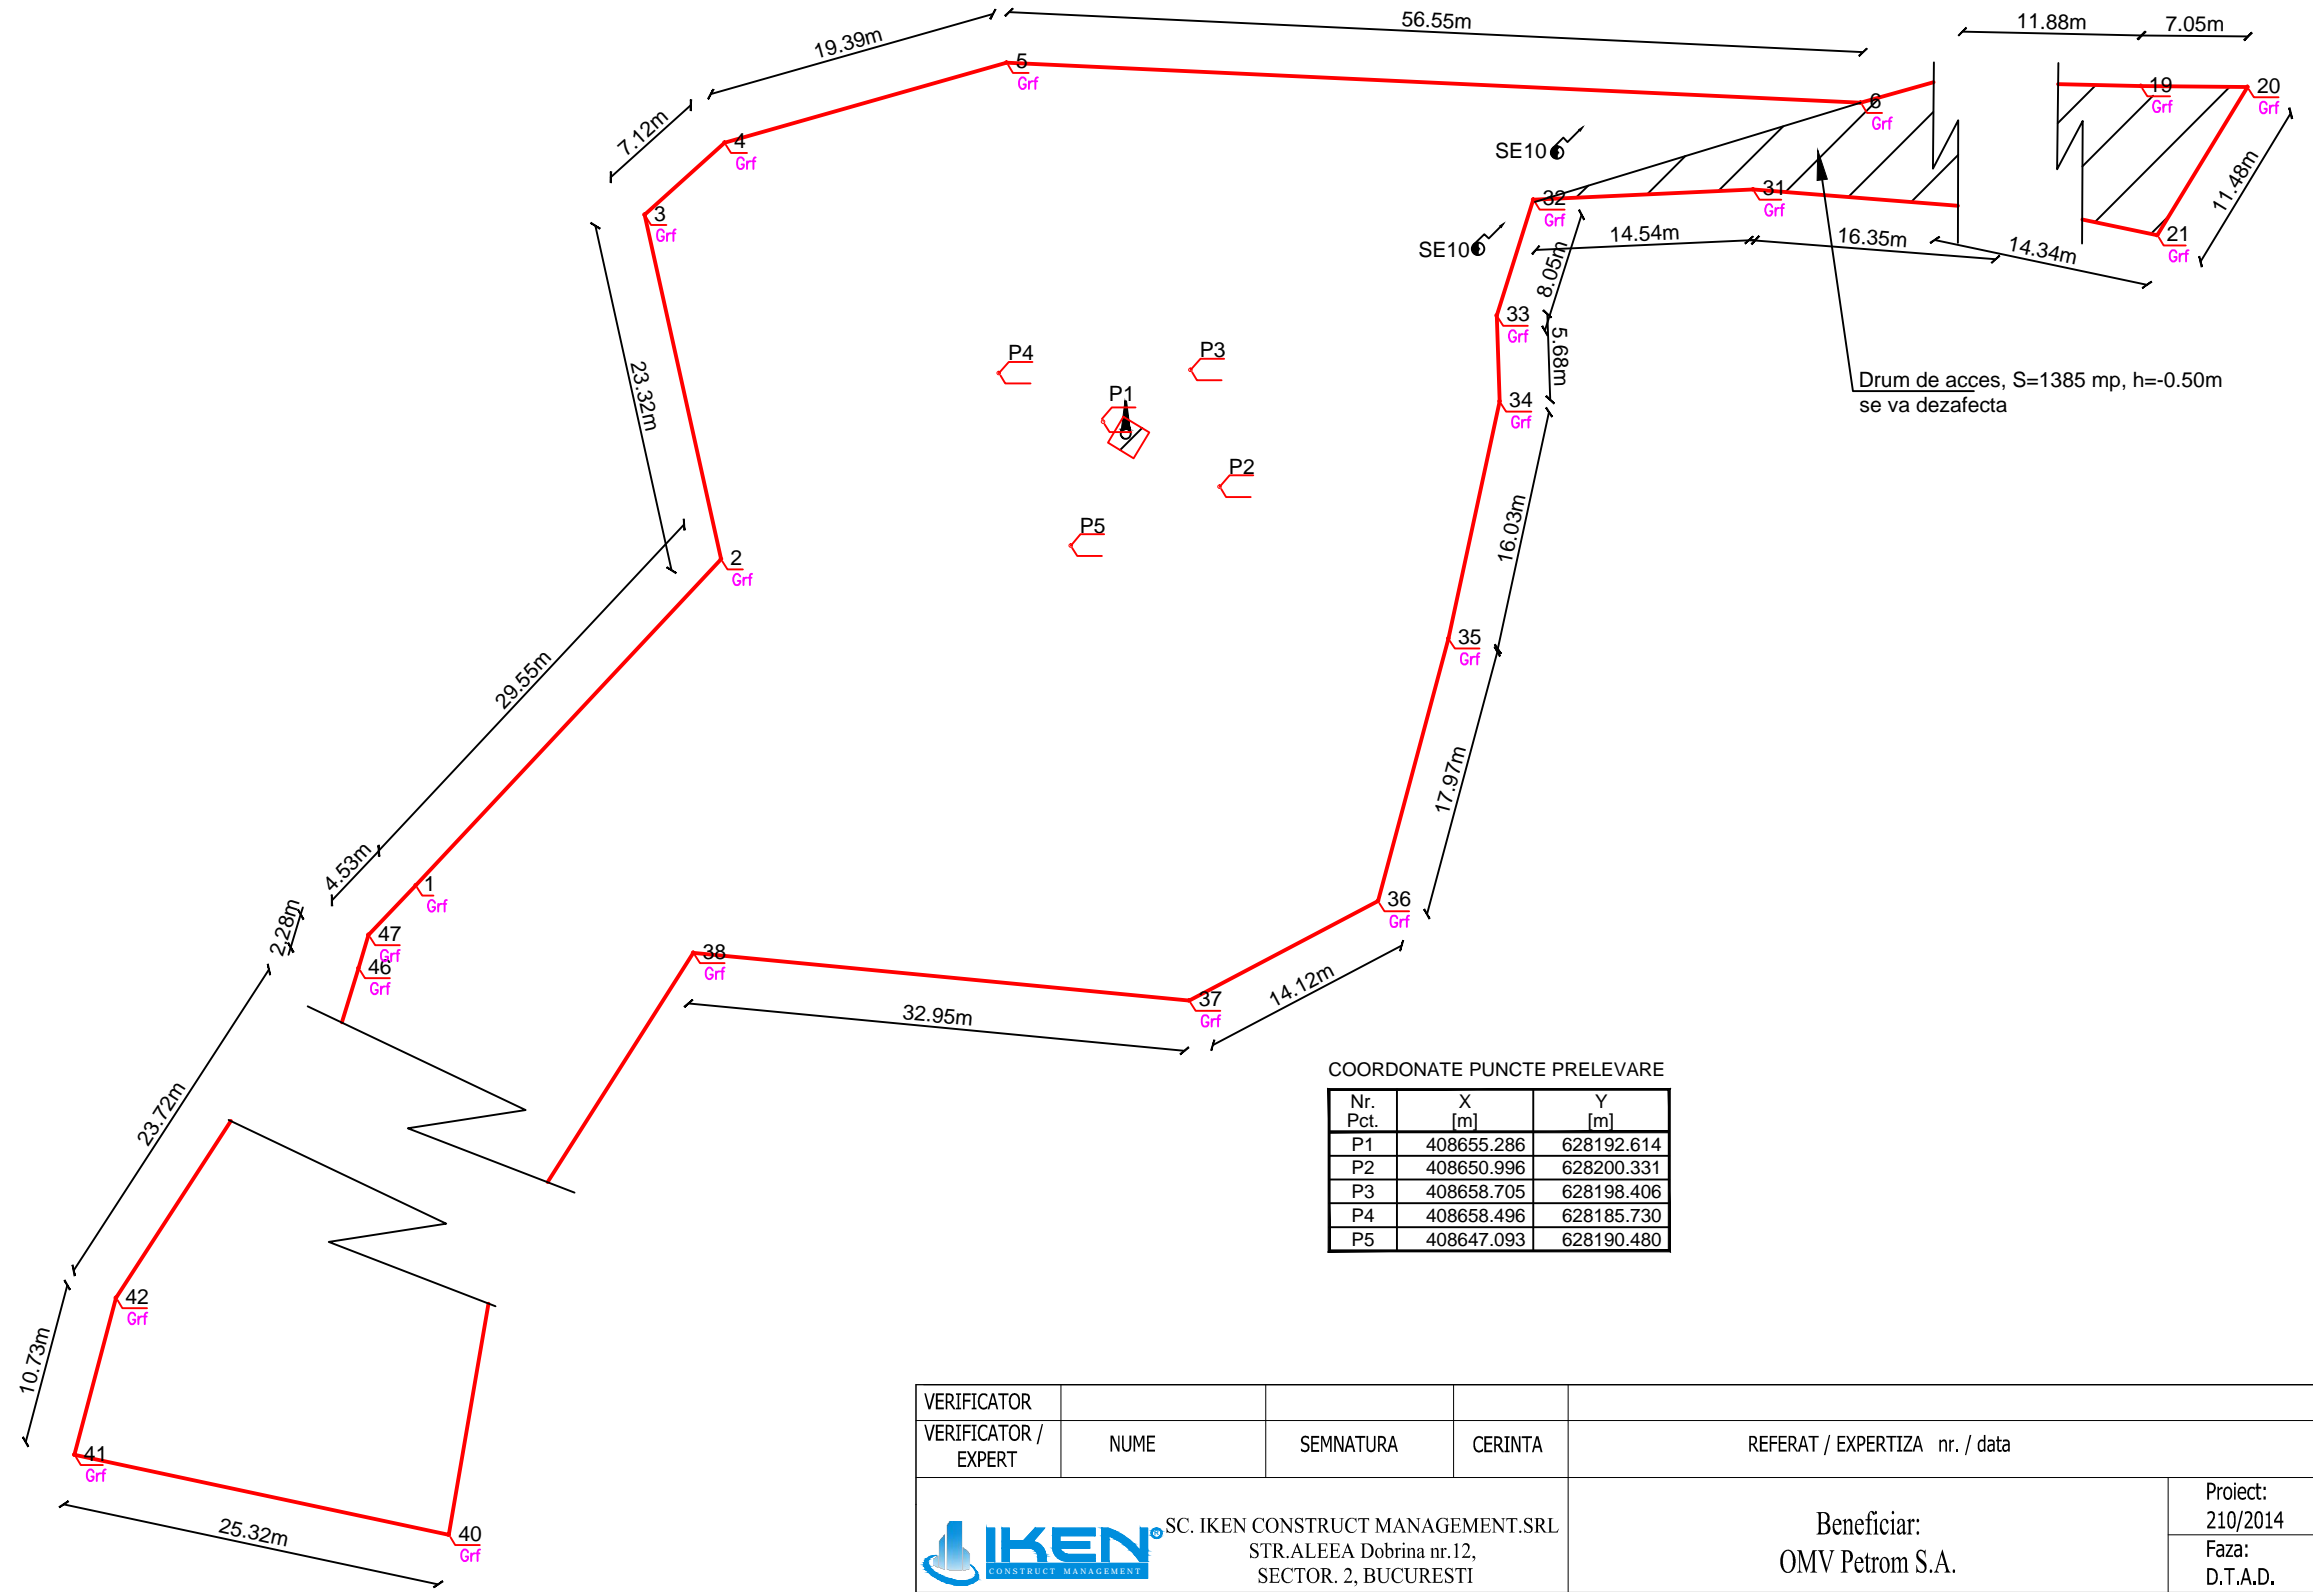 56.55m
11.88m
7.05m
19.39m
5
Grf
6
Grf
19
Grf
20
Grf
7.12m
4
Grf
SE10
11.48m
3
Grf
32
Grf
31
Grf
21
Grf
SE10
14.54m
16.35m
14.34m
8.05m
33
Grf
5.68m
P4
P3
P1
23.32m
34
Grf
Drum de acces, S=1385 mp, h=-0.50m
se va dezafecta
P2
P5
16.03m
2
Grf
35
Grf
29.55m
17.97m
4.53m
1
Grf
36
Grf
2.28m
47
Grf
46
Grf
38
Grf
14.12m
37
Grf
32.95m
23.72m
COORDONATE PUNCTE PRELEVARE
Nr. Pct. X [m] Y [m]
P1 408655.286 628192.614
P2 408650.996 628200.331
P3 408658.705 628198.406
P4 408658.496 628185.730
P5 408647.093 628190.480
42
Grf
10.73m
41
Grf
25.32m
40
Grf
VERIFICATOR
VERIFICATOR / EXPERT NUME SEMNATURA CERINTA REFERAT / EXPERTIZA nr. / data
IKEN®
CONSTRUCT MANAGEMENT
SC. IKEN CONSTRUCT MANAGEMENT.SRL
STR.ALEEA Dobrina nr.12,
SECTOR. 2, BUCURESTI
Beneficiar:
OMV Petrom S.A.
Proiect:
210/2014
Faza:
D.T.A.D.